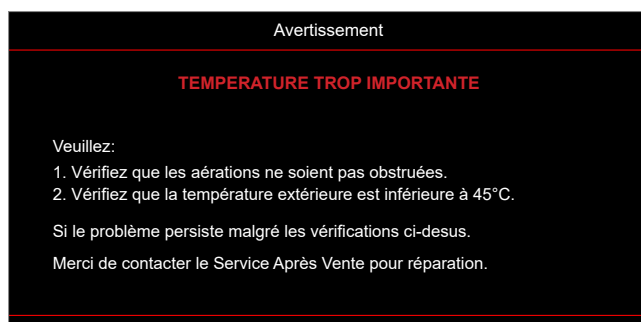 Avertissement
TEMPERATURE TROP IMPORTANTE
Veuillez:
1. Vérifiez que les aérations ne soient pas obstruées.
2. Vérifiez que la température extérieure est inférieure à 45°C.
Si le problème persiste malgré les vérifications ci-desus.
Merci de contacter le Service Après Vente pour réparation.